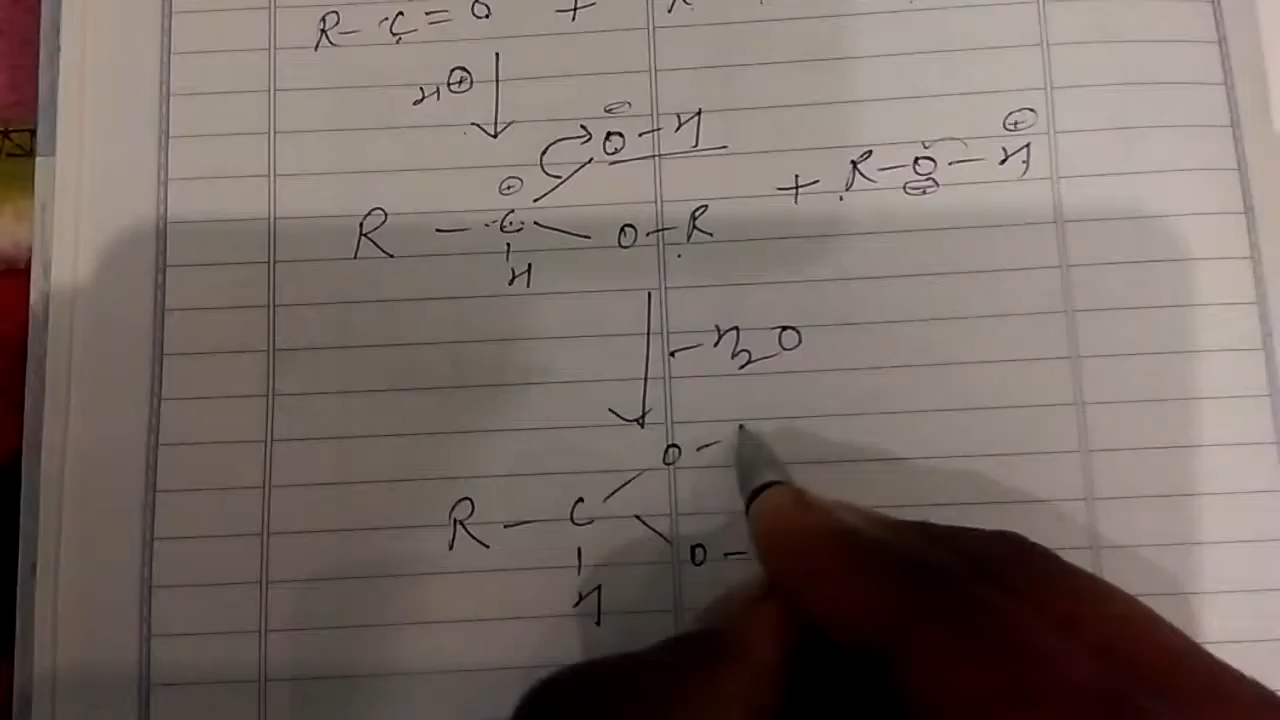 R - C = O + R
H⊕
⊖
O - H
⊕
⊕
R - C - O - R + R - O - H
⊖
H
- H2O
O -
R - C
O -
H